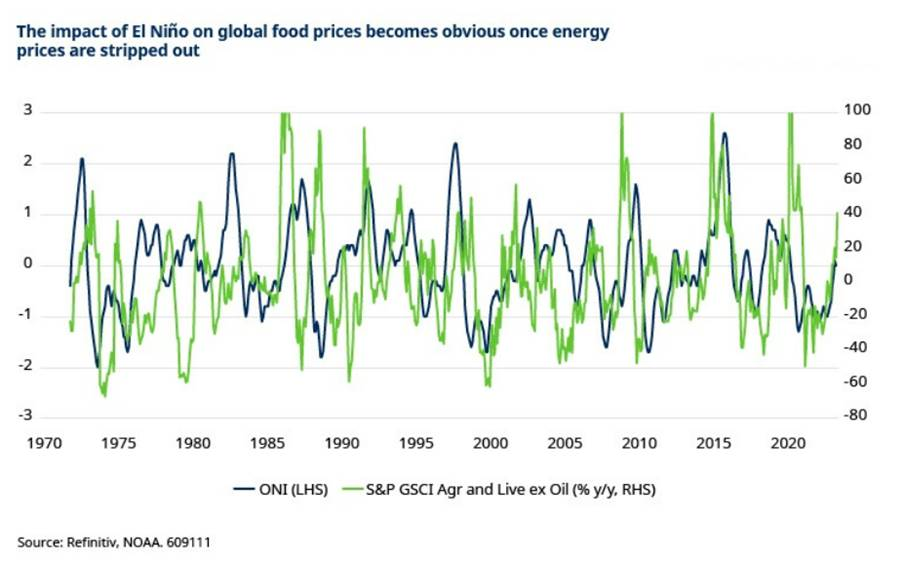 The impact of El Niño on global food prices becomes obvious once energy
prices are stripped out
3 100
2 80
60
1 40
0 20
0
-1 -20
-2 -40
-60
-3 -80
1970 1975 1980 1985 1990 1995 2000 2005 2010 2015 2020
ONI (LHS) S&P GSCI Agr and Live ex Oil (% y/y, RHS)
Source: Refinitiv, NOAA. 609111